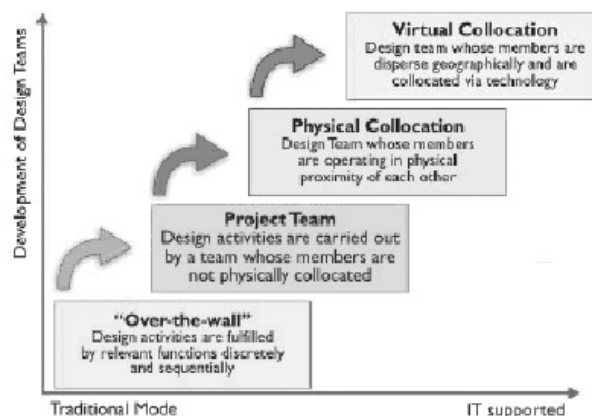 Development of Design Teams
Virtual Collocation
Design team whose members are
disperse geographically and are
collocated via technology
Physical Collocation
Design Team whose members
are operating in physical
proximity of each other
Project Team
Design activities are carried out
by a team whose members are
not physically collocated
"Over-the-wall"
Design activities are fulfilled
by relevant functions discretely
and sequentially
Traditional Mode
IT supported